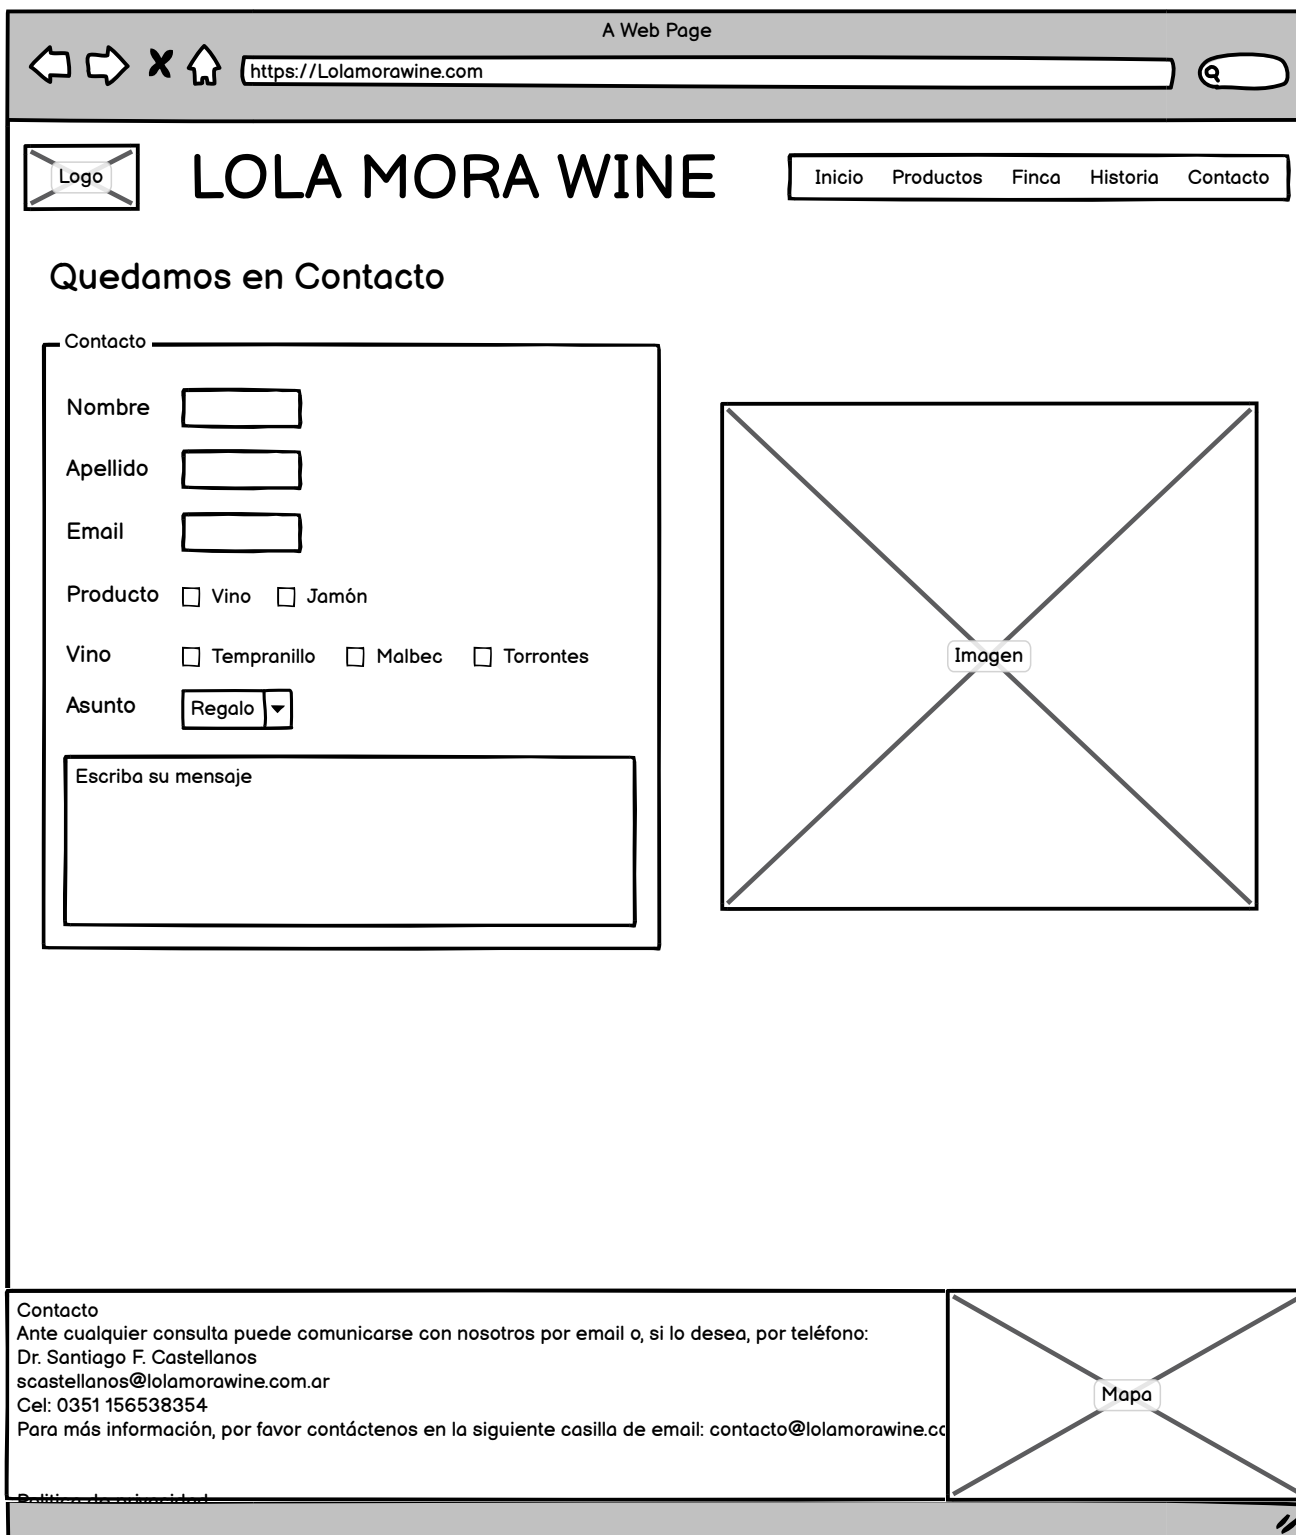 A Web Page
https://Lolamorawine.com
Logo
LOLA MORA WINE
Inicio Productos Finca Historia Contacto
Quedamos en Contacto
Contacto
Nombre
Apellido
Email
Producto Vino Jamón
Vino Tempranillo Malbec Torrontes
Asunto Regalo
Escriba su mensaje
Imagen
Contacto
Ante cualquier consulta puede comunicarse con nosotros por email o, si lo desea, por teléfono:
Dr. Santiago F. Castellanos
scastellanos@lolamorawine.com.ar
Cel: 0351 156538354
Para más información, por favor contáctenos en la siguiente casilla de email: contacto@lolamorawine.co
Mapa
Politica de privacidad